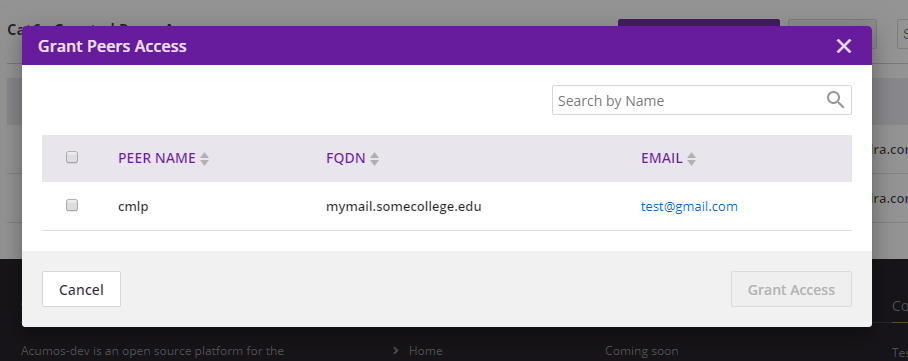 Grant Peers Access
Search by Name
PEER NAME FQDN EMAIL
cmlp mymail.somecollege.edu test@gmail.com
Cancel Grant Access
Acumos-dev is an open source platform for the
Home
Coming soon